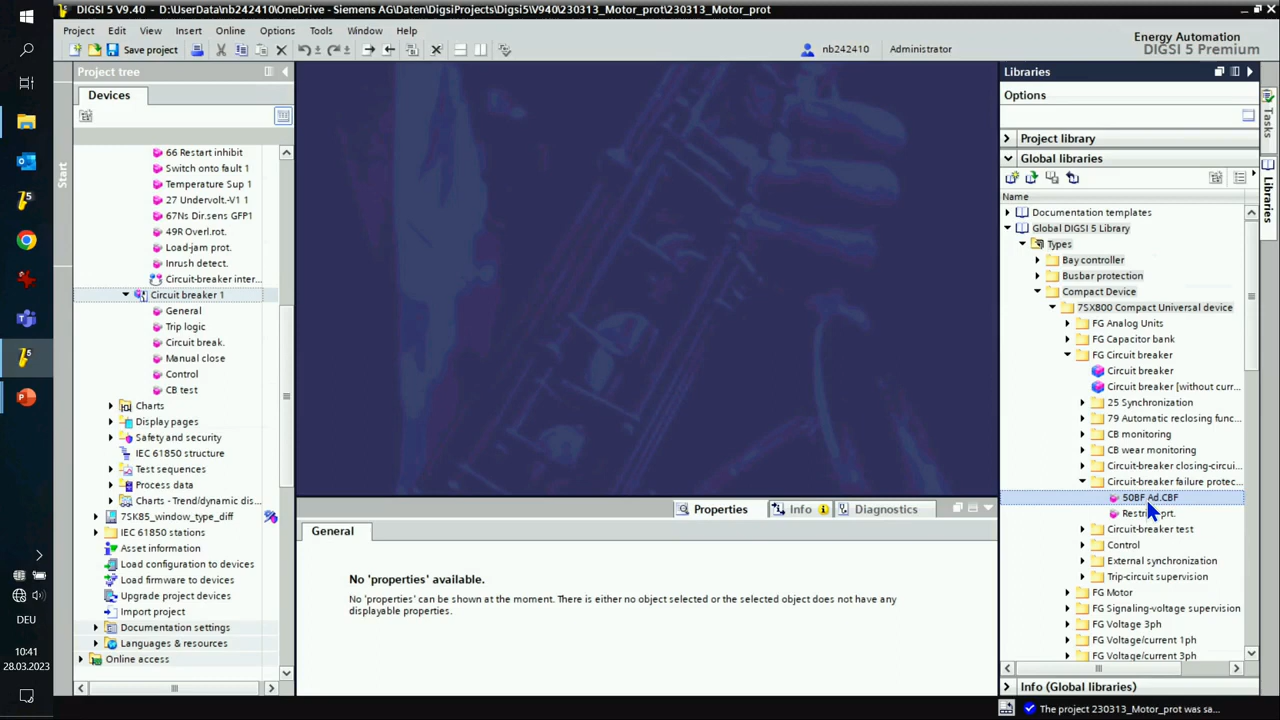 DIGSI 5 V9.40 - C:\UserData\nb242410\OneDrive - Siemens AG\Daten\DigsiProjects\Digsi5\V940\230313_Motor_prot\230313_Motor_prot
Project Edit View Insert Online Options Tools Window Help
Energy Automation
DIGSI 5 Premium
Save project
nb242410 Administrator
Project tree
Devices
Start
66 Restart inhibit
Switch onto fault 1
Temperature Sup 1
27 Undervolt.-V1 1
67Ns Dir.sens GFP1
49R Overl.rot.
Load-jam prot.
Inrush detect.
Circuit-breaker inter...
Circuit breaker 1
General
Trip logic
Circuit break.
Manual close
Control
CB test
Charts
Display pages
Safety and security
IEC 61850 structure
Test sequences
Process data
Charts - Trend/dynamic dis...
7SK85_window_type_diff
IEC 61850 stations
Asset information
Load configuration to devices
Load firmware to devices
Upgrade project devices
Import project
Documentation settings
Languages & resources
Online access
Properties
Info
Diagnostics
General
No 'properties' available.
No 'properties' can be shown at the moment. There is either no object selected or the selected object does not have any
displayable properties.
Libraries
Options
Project library
Global libraries
Name
Documentation templates
Global DIGSI 5 Library
Types
Bay controller
Busbar protection
Compact Device
7SX800 Compact Universal device
FG Analog Units
FG Capacitor bank
FG Circuit breaker
Circuit breaker
Circuit breaker [without curr...
25 Synchronization
79 Automatic reclosing func...
CB monitoring
CB wear monitoring
Circuit-breaker closing-circui...
Circuit-breaker failure protec...
50BF Ad.CBF
Circuit-breaker test
Control
External synchronization
Trip-circuit supervision
FG Motor
FG Signaling-voltage supervision
FG Voltage 3ph
FG Voltage/current 1ph
FG Voltage/current 3ph
Info (Global libraries)
Tasks
Libraries
The project 230313_Motor_prot was sa...
DEU
10:41
28.03.2023